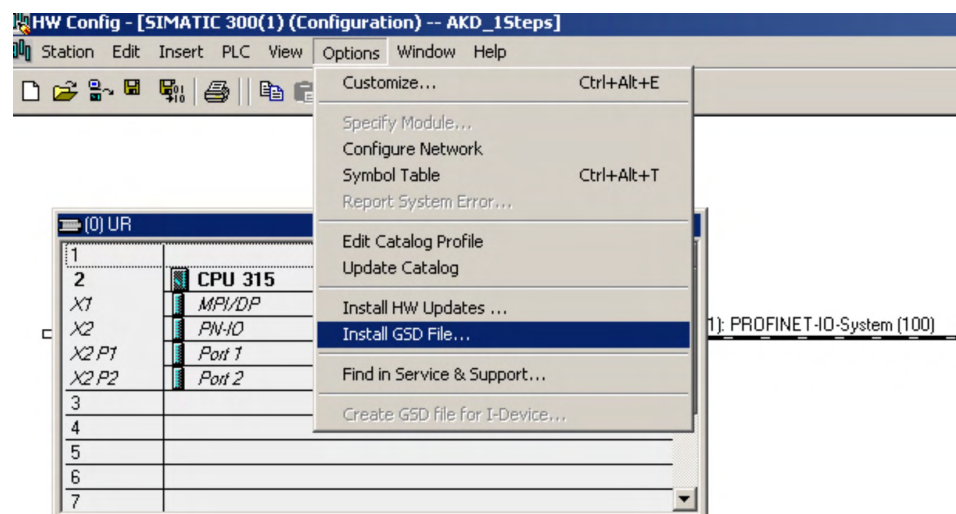 HW Config - [SIMATIC 300(1) (Configuration) -- AKD_1Steps]
Station Edit Insert PLC View Options Window Help
Customize... Ctrl+Alt+E
Specify Module...
Configure Network
Symbol Table Ctrl+Alt+T
Report System Error...
Edit Catalog Profile
Update Catalog
Install HW Updates ...
Install GSD File...
Find in Service & Support...
Create GSD file for I-Device...
(0) UR
1
2 CPU 315
X1 MPI/DP
X2 PN-IO
X2 P1 Port 1
X2 P2 Port 2
3
4
5
6
7
1): PROFINET-IO-System (100)